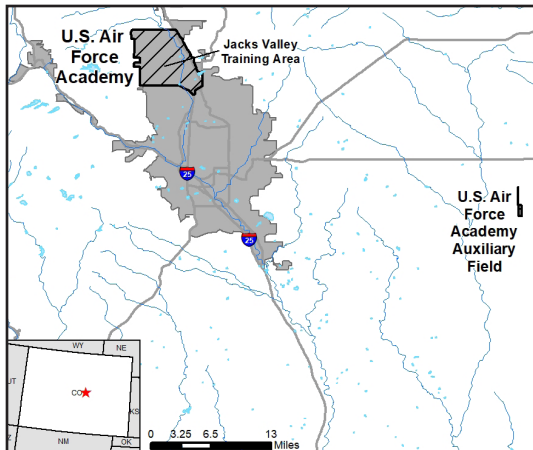 U.S. Air
Force
Academy
Jacks Valley
Training Area
25
25
U.S. Air
Force
Academy
Auxiliary
Field
WY
NE
UT
CO
KS
Z
NM
OK
0 3.25 6.5 13
Miles